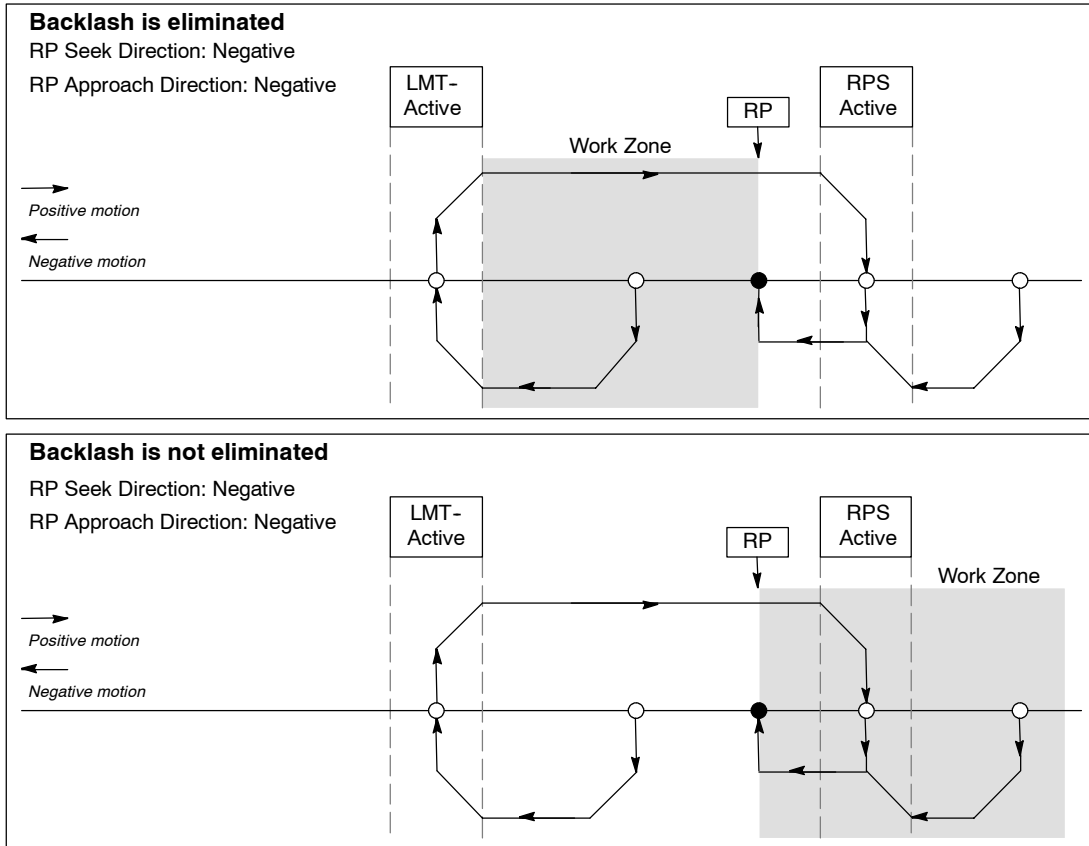 Backlash is eliminated
RP Seek Direction: Negative
RP Approach Direction: Negative
LMT-
Active
RP
RPS
Active
Work Zone
Positive motion
Negative motion
Backlash is not eliminated
RP Seek Direction: Negative
RP Approach Direction: Negative
LMT-
Active
RP
RPS
Active
Work Zone
Positive motion
Negative motion